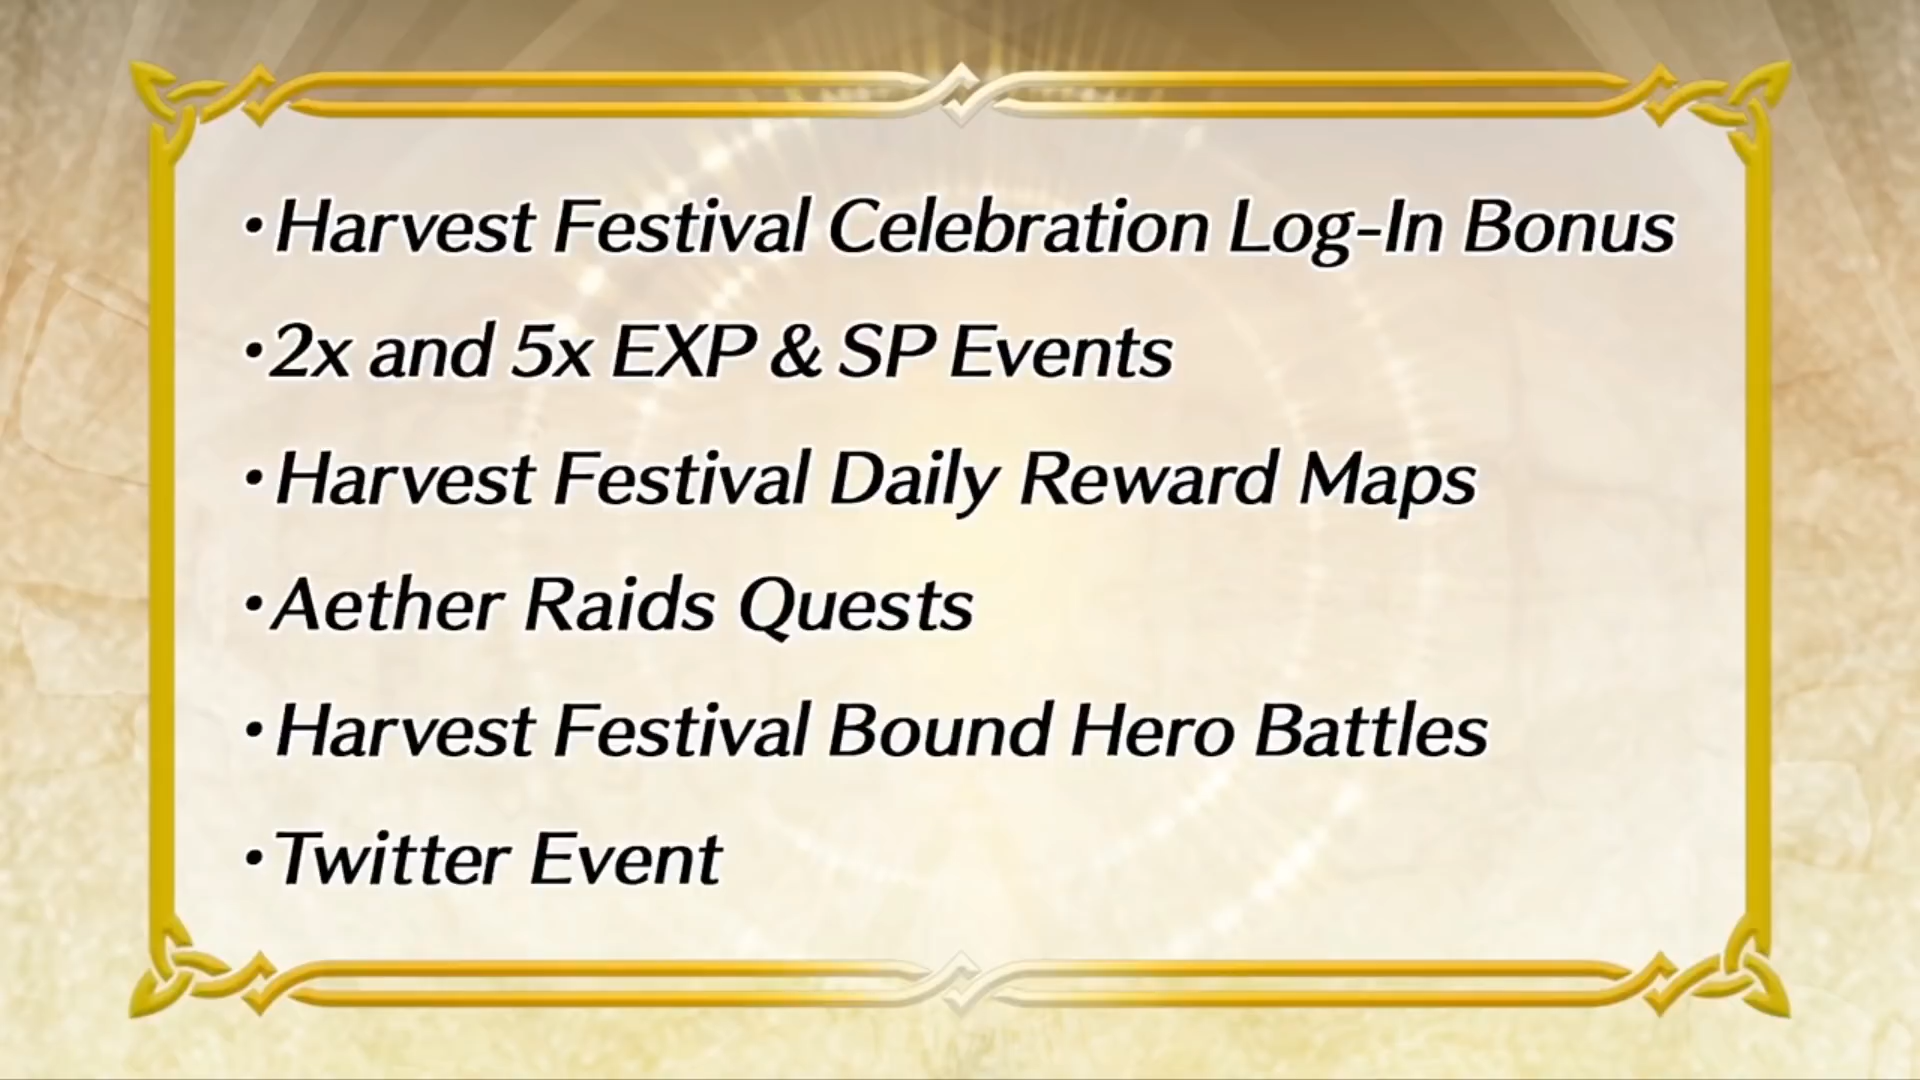 •Harvest Festival Celebration Log-In Bonus
•2x and 5x EXP & SP Events
•Harvest Festival Daily Reward Maps
•Aether Raids Quests
•Harvest Festival Bound Hero Battles
•Twitter Event